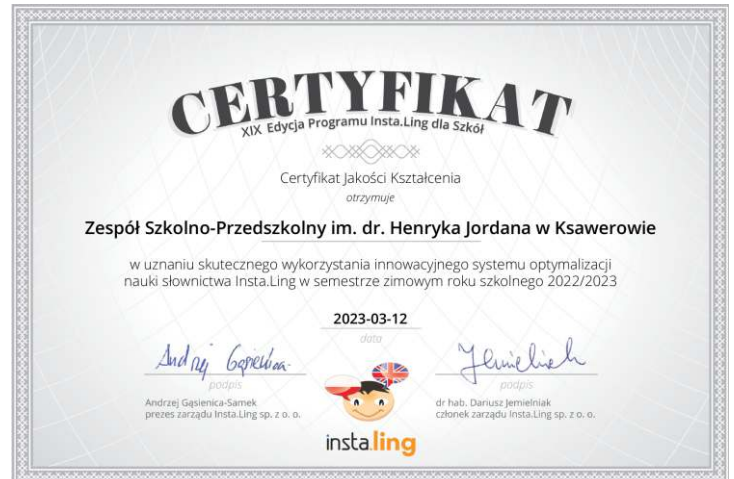 CERTYFIKAT
XIX Edycja Programu Insta.Ling dla Szkół
Certyfikat Jakości Kształcenia
otrzymuje
Zespół Szkolno-Przedszkolny im. dr. Henryka Jordana w Ksawerowie
w uznaniu skutecznego wykorzystania innowacyjnego systemu optymalizacji
nauki słownictwa Insta.Ling w semestrze zimowym roku szkolnego 2022/2023
2023-03-12
data
Andrzej Gąsienica-
podpis
Andrzej Gąsienica-Samek
prezes zarządu Insta.Ling sp. z o. o.
Jemielniak
podpis
dr hab. Dariusz Jemielniak
członek zarządu Insta.Ling sp. z o. o.
insta.ling